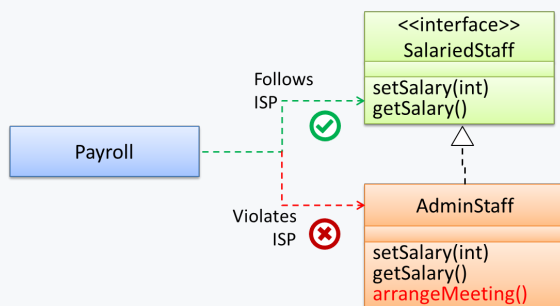 <<interface>>
SalariedStaff
setSalary(int)
getSalary()
Follows
ISP
Payroll
Violates
ISP
AdminStaff
setSalary(int)
getSalary()
arrangeMeeting()